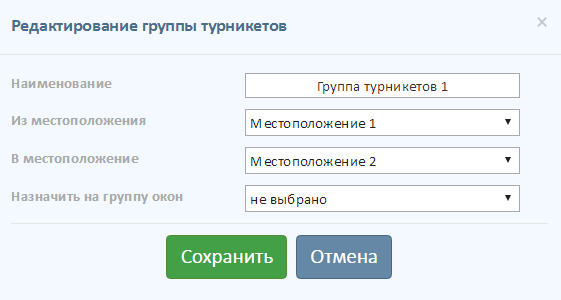 Редактирование группы турникетов ×
Наименование Группа турникетов 1
Из местоположения Местоположение 1
В местоположение Местоположение 2
Назначить на группу окон не выбрано
Сохранить Отмена